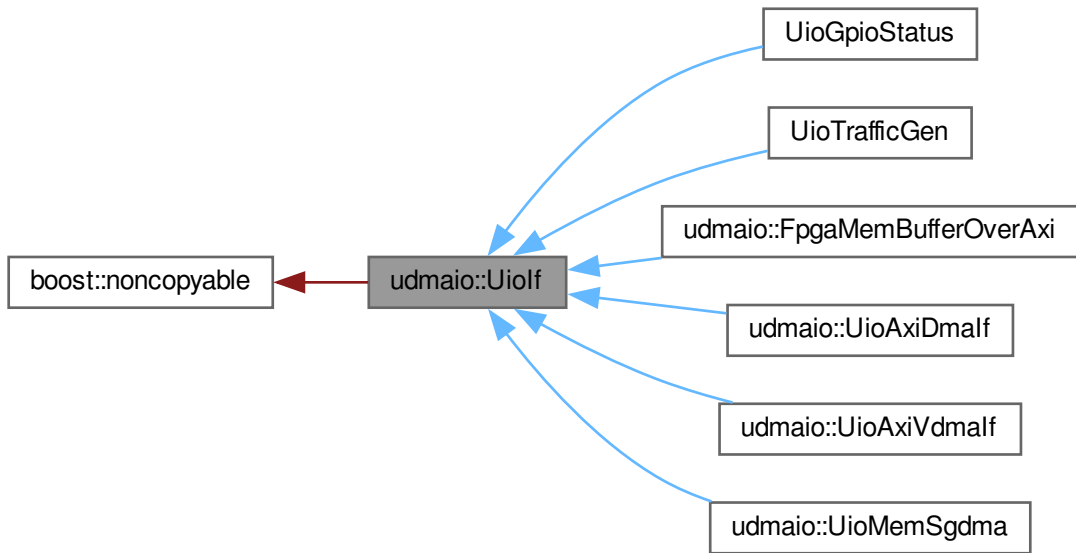 UioGpioStatus
UioTrafficGen
udmaio::FpgaMemBufferOverAxi
boost::noncopyable
udmaio::UioIf
udmaio::UioAxiDmaIf
udmaio::UioAxiVdmaIf
udmaio::UioMemSgdma